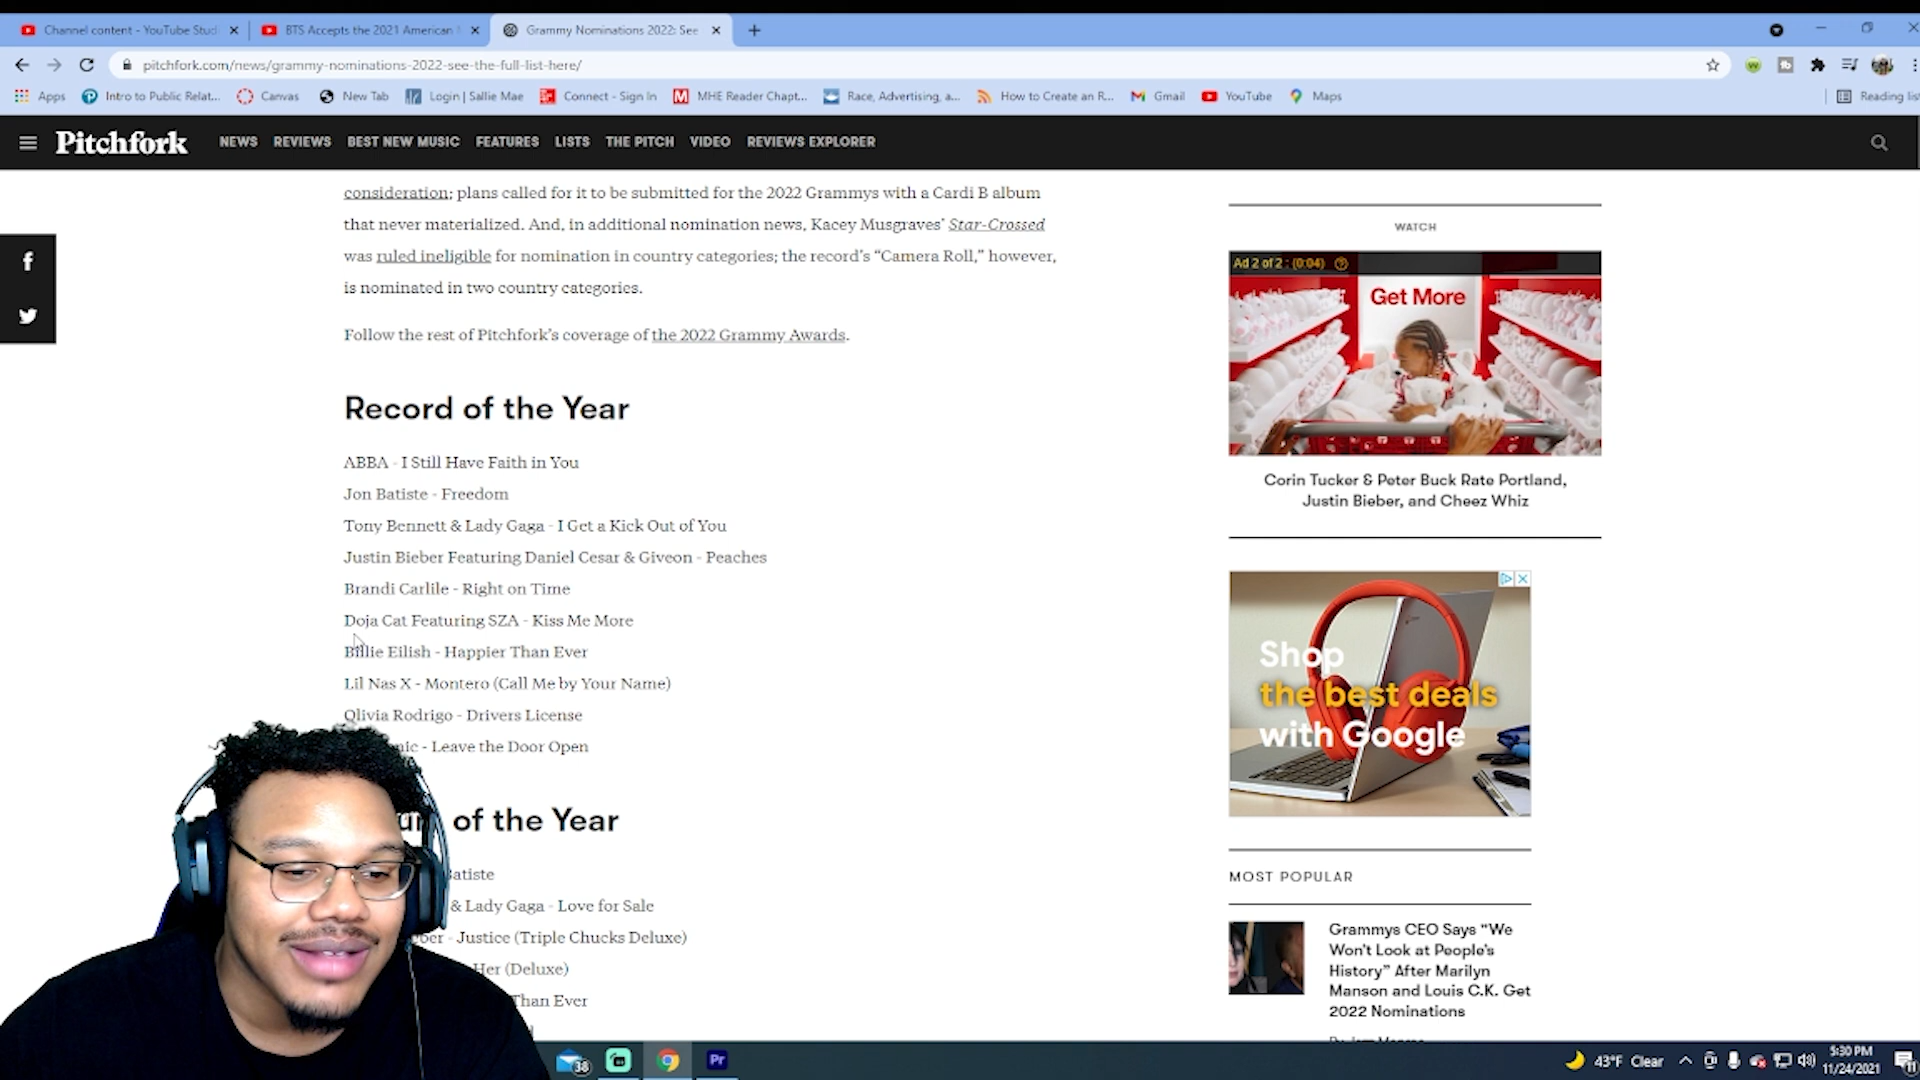 Channel content - YouTube Stud
BTS Accepts the 2021 American
Grammy Nominations 2022: See
pitchfork.com/news/grammy-nominations-2022-see-the-full-list-here/
Apps
Intro to Public Relat...
Canvas
New Tab
Login | Sallie Mae
Connect - Sign In
MHE Reader Chapt...
Race, Advertising, a...
How to Create an R...
Gmail
YouTube
Maps
Reading list
Pitchfork
NEWS REVIEWS BEST NEW MUSIC FEATURES LISTS THE PITCH VIDEO REVIEWS EXPLORER
consideration; plans called for it to be submitted for the 2022 Grammys with a Cardi B album
that never materialized. And, in additional nomination news, Kacey Musgraves' Star-Crossed
was ruled ineligible for nomination in country categories; the record's “Camera Roll,” however,
is nominated in two country categories.
Follow the rest of Pitchfork's coverage of the 2022 Grammy Awards.
Record of the Year
ABBA - I Still Have Faith in You
Jon Batiste - Freedom
Tony Bennett & Lady Gaga - I Get a Kick Out of You
Justin Bieber Featuring Daniel Cesar & Giveon - Peaches
Brandi Carlile - Right on Time
Doja Cat Featuring SZA - Kiss Me More
Billie Eilish - Happier Than Ever
Lil Nas X - Montero (Call Me by Your Name)
Olivia Rodrigo - Drivers License
nic - Leave the Door Open
of the Year
Batiste
& Lady Gaga - Love for Sale
ber - Justice (Triple Chucks Deluxe)
Her (Deluxe)
Than Ever
WATCH
Ad 2 of 2 : (0:04)
Get More
Corin Tucker & Peter Buck Rate Portland,
Justin Bieber, and Cheez Whiz
Shop
the best deals
with Google
MOST POPULAR
Grammys CEO Says “We
Won't Look at People's
History” After Marilyn
Manson and Louis C.K. Get
2022 Nominations
38
Pr
43°F Clear
5:30 PM
11/24/2021
11